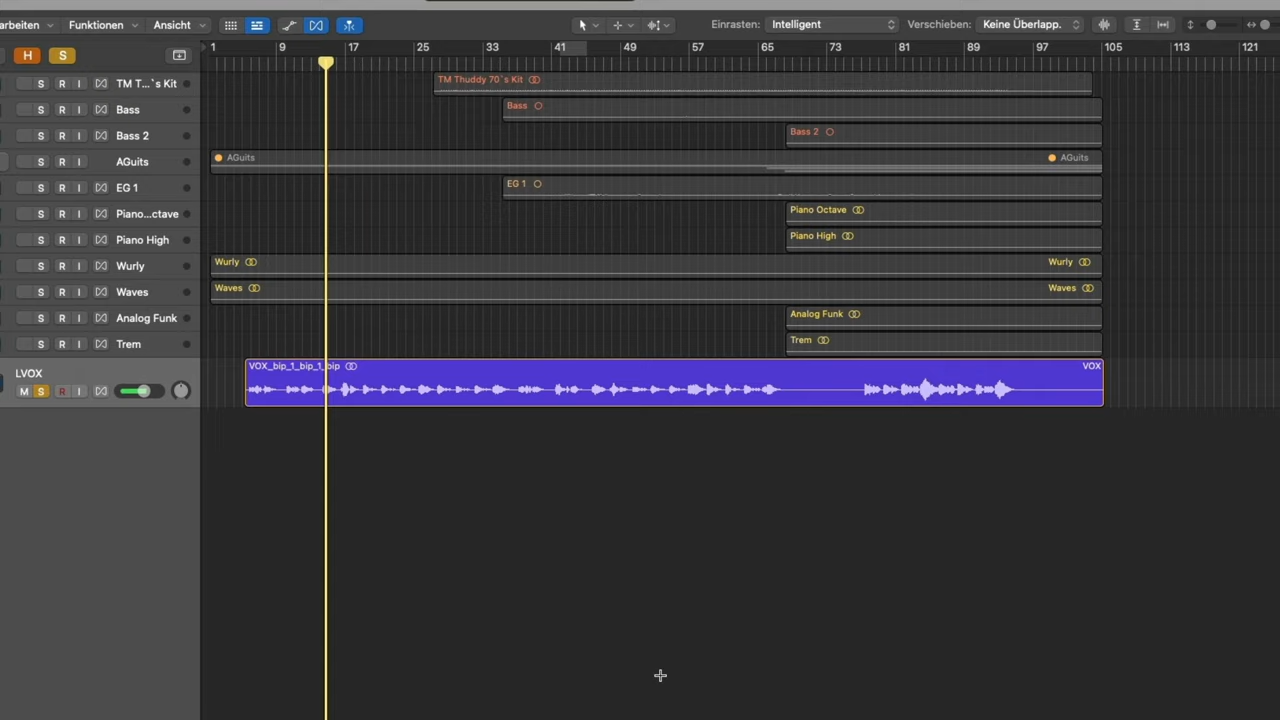 arbeiten Funktionen Ansicht Einrasten: Intelligent Verschieben: Keine Überlapp.
H S 1 9 17 25 33 41 49 57 65 73 81 89 97 105 113 121
S R I TM T...`s Kit TM Thuddy 70`s Kit
S R I Bass Bass
S R I Bass 2 Bass 2
S R I AGuits AGuits AGuits
S R I EG 1 EG 1
S R I Piano...ctave Piano Octave
S R I Piano High Piano High
S R I Wurly Wurly Wurly
S R I Waves Waves Waves
S R I Analog Funk Analog Funk
S R I Trem Trem
LVOX VOX_bip_1_bip_1_bip VOX
M S R I